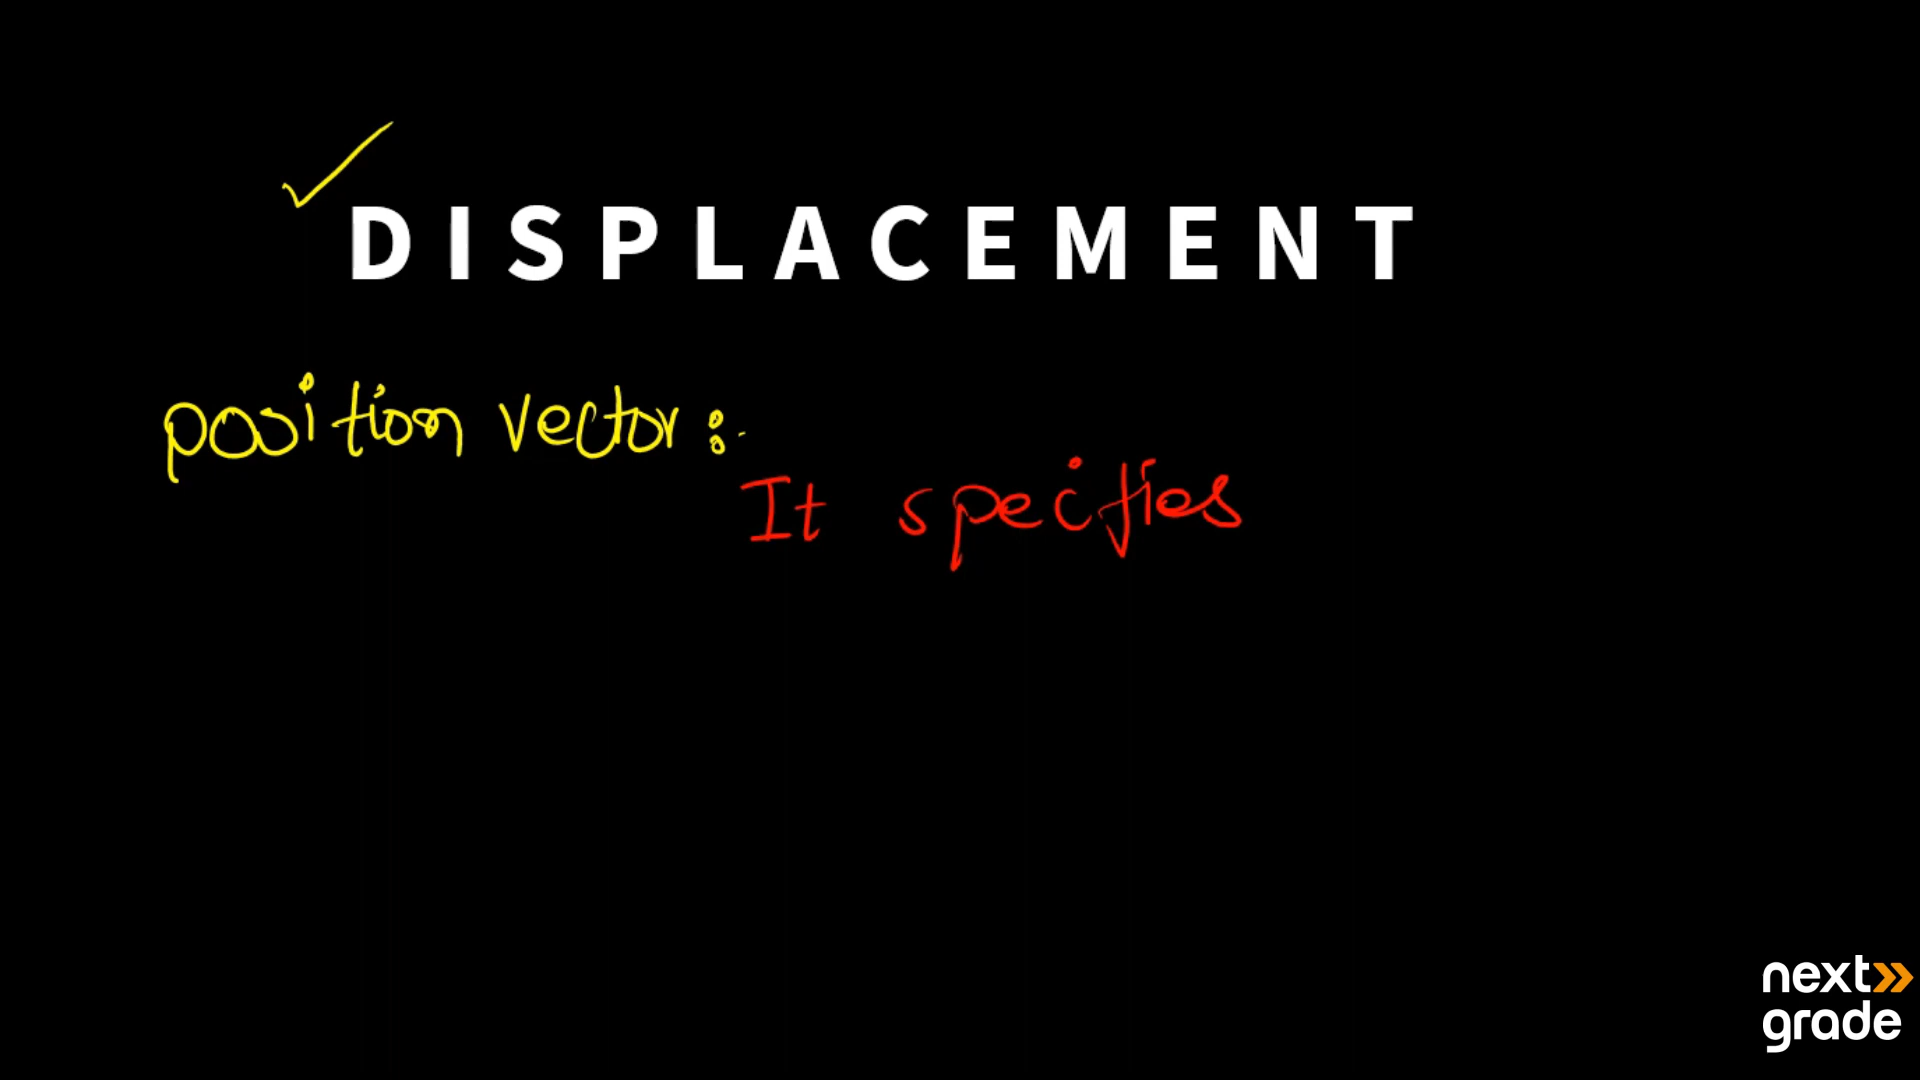 DISPLACEMENT
position vector :-
It specifies
next
grade